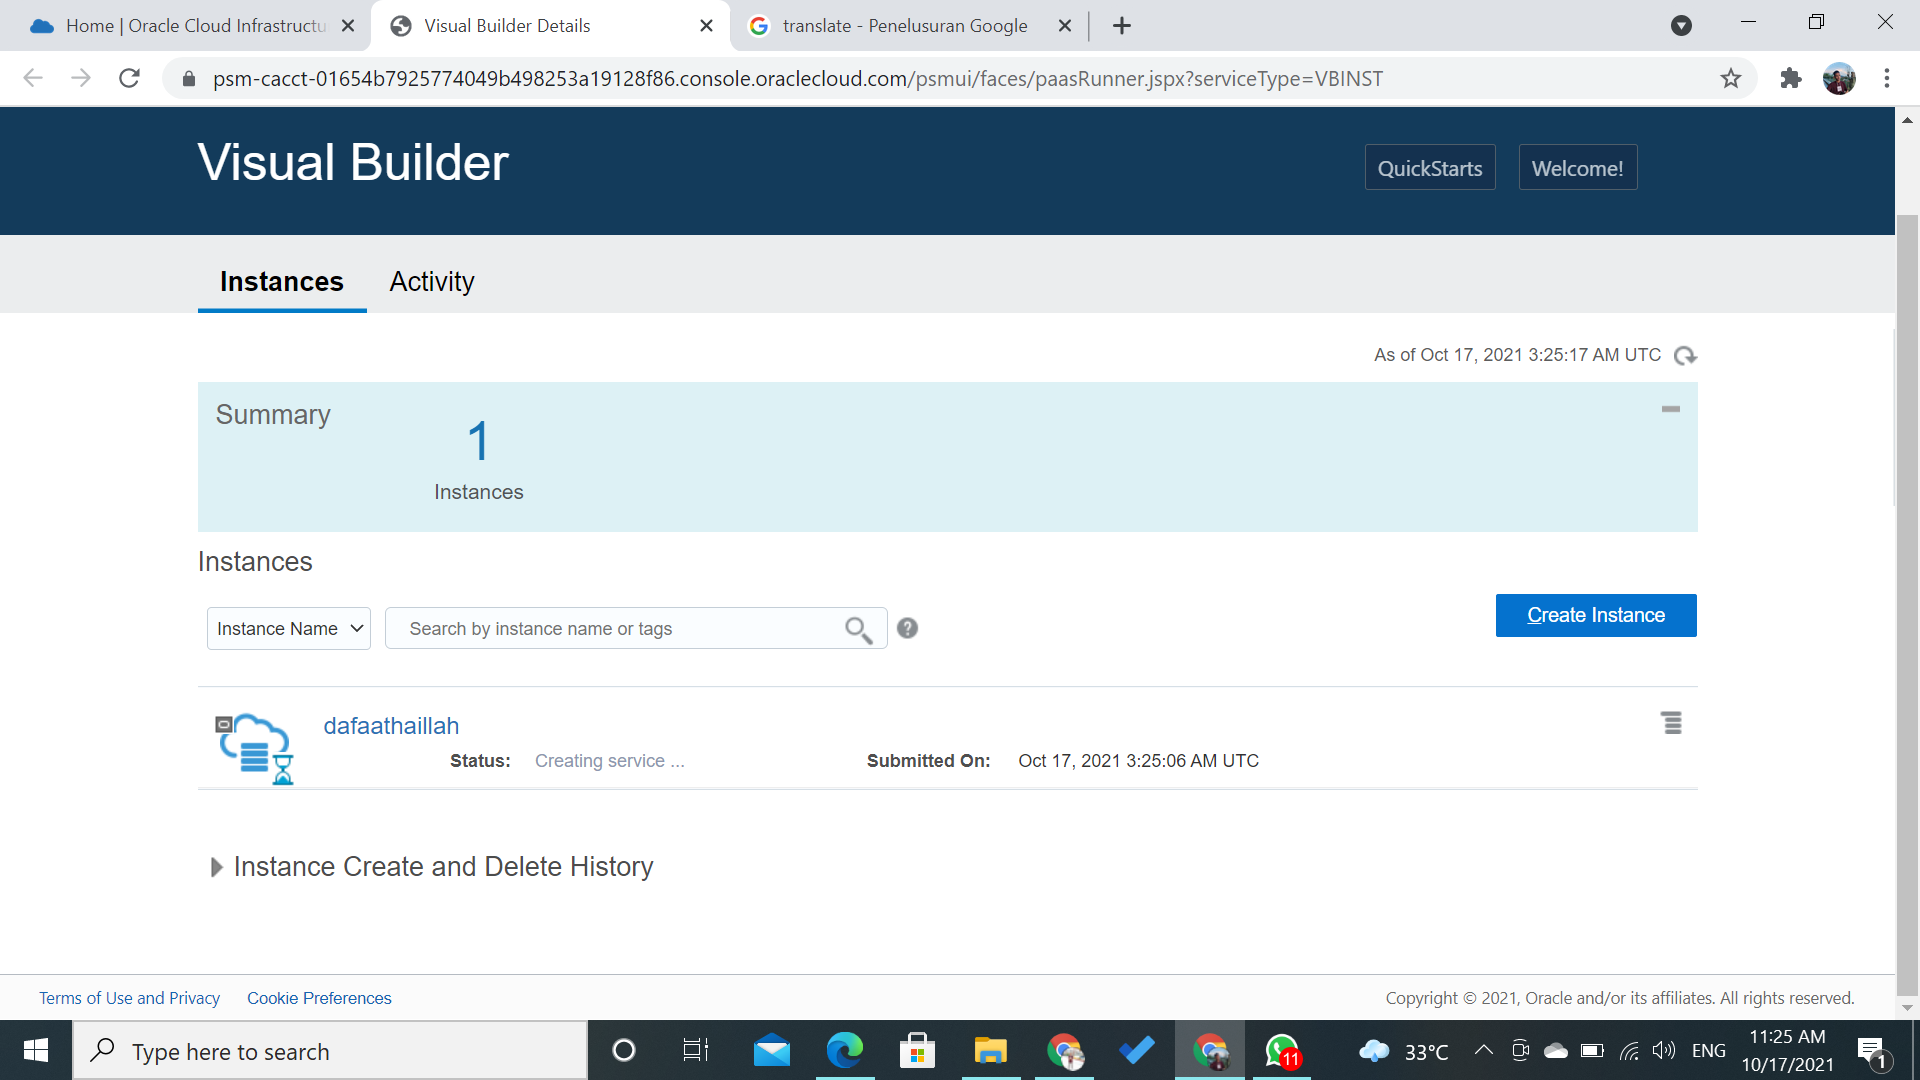 Home | Oracle Cloud Infrastructu
Visual Builder Details
translate - Penelusuran Google
psm-cacct-01654b7925774049b498253a19128f86.console.oraclecloud.com/psmui/faces/paasRunner.jspx?serviceType=VBINST
Visual Builder
QuickStarts
Welcome!
Instances
Activity
As of Oct 17, 2021 3:25:17 AM UTC
Summary
1
Instances
Instances
Instance Name
Search by instance name or tags
Create Instance
dafaathaillah
Status: Creating service ...
Submitted On: Oct 17, 2021 3:25:06 AM UTC
Instance Create and Delete History
Terms of Use and Privacy
Cookie Preferences
Copyright © 2021, Oracle and/or its affiliates. All rights reserved.
Type here to search
11
33°C
ENG
11:25 AM
10/17/2021
1